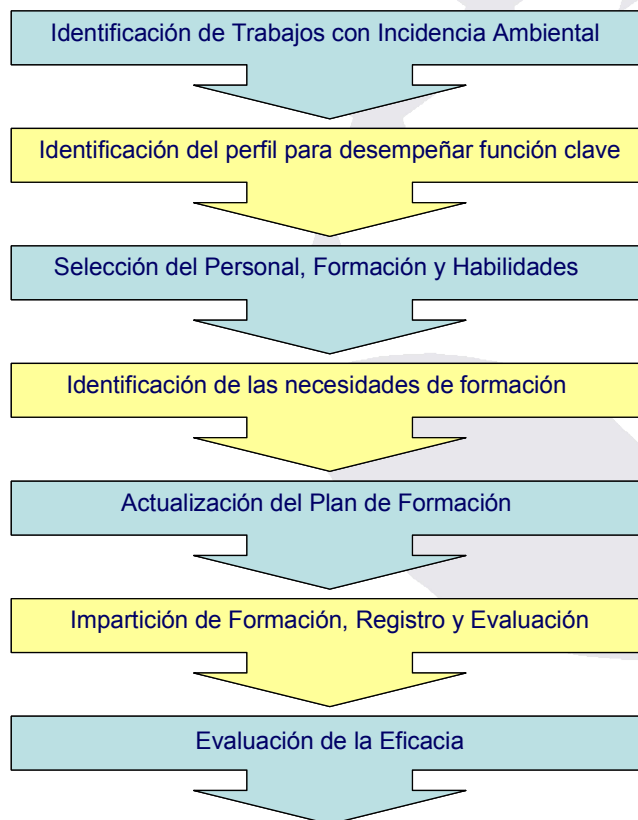 Identificación de Trabajos con Incidencia Ambiental
Identificación del perfil para desempeñar función clave
Selección del Personal, Formación y Habilidades
Identificación de las necesidades de formación
Actualización del Plan de Formación
Impartición de Formación, Registro y Evaluación
Evaluación de la Eficacia